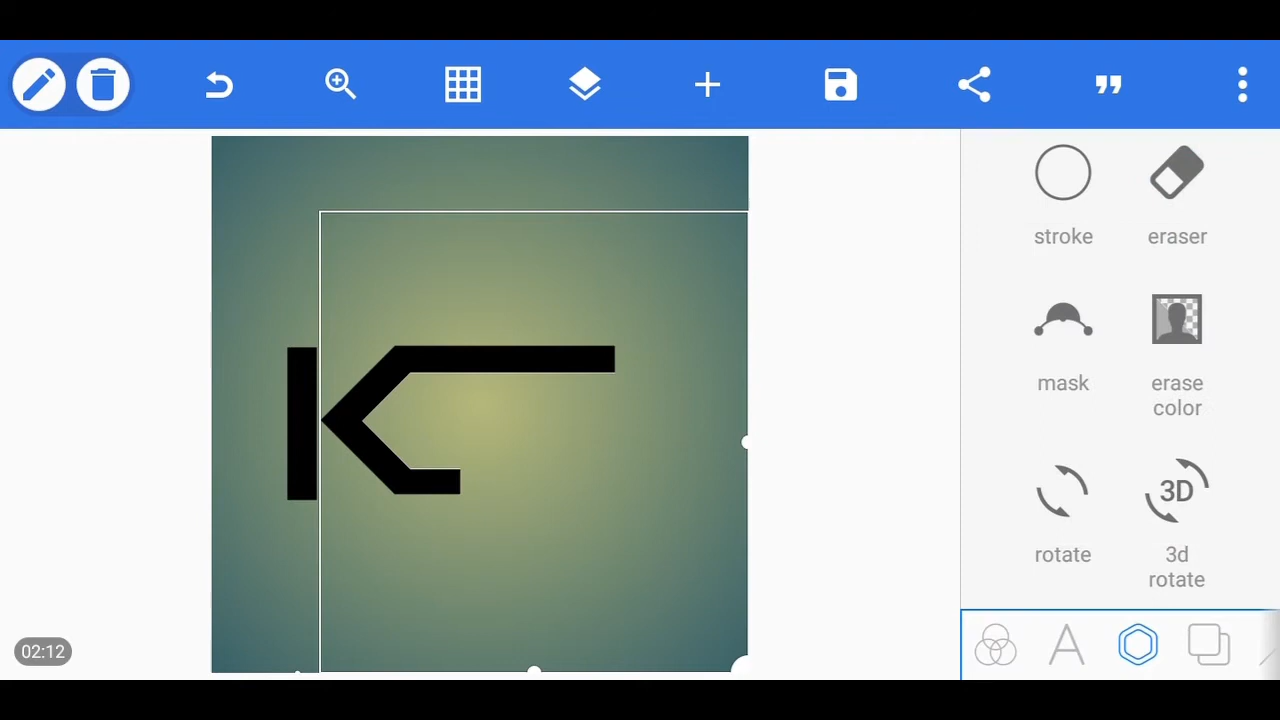 K
stroke
eraser
mask
erase
color
rotate
3D
3d
rotate
A
02:12